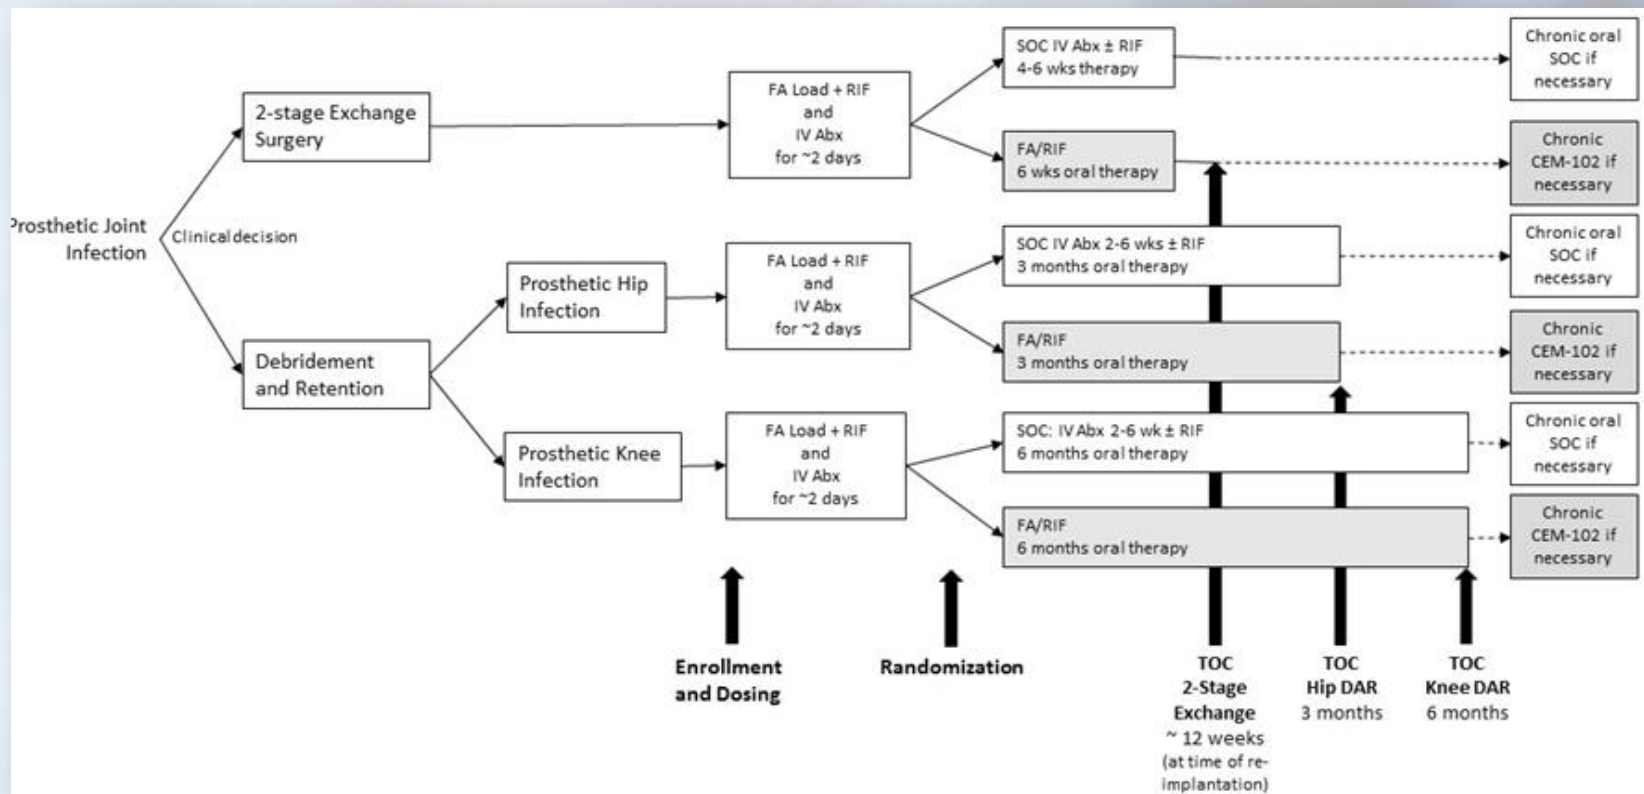 Prosthetic Joint
Infection
Clinical decision
2-stage Exchange
Surgery
Debridement
and Retention
Prosthetic Hip
Infection
Prosthetic Knee
Infection
FA Load + RIF
and
IV Abx
for ~2 days
FA Load + RIF
and
IV Abx
for ~2 days
FA Load + RIF
and
IV Abx
for ~2 days
SOC IV Abx ± RIF
4-6 wks therapy
FA/RIF
6 wks oral therapy
SOC IV Abx 2-6 wks ± RIF
3 months oral therapy
FA/RIF
3 months oral therapy
SOC: IV Abx 2-6 wk ± RIF
6 months oral therapy
FA/RIF
6 months oral therapy
Chronic oral
SOC if
necessary
Chronic
CEM-102 if
necessary
Chronic oral
SOC if
necessary
Chronic
CEM-102 if
necessary
Chronic oral
SOC if
necessary
Chronic
CEM-102 if
necessary
Enrollment
and Dosing
Randomization
TOC
2-Stage
Exchange
~ 12 weeks
(at time of re-
implantation)
TOC
Hip DAR
3 months
TOC
Knee DAR
6 months